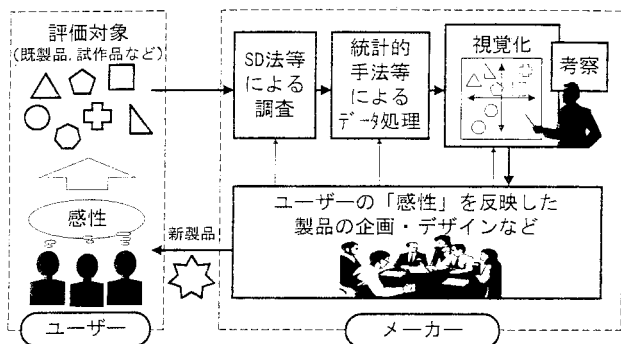 評価対象
(既製品,試作品など)
感性
ユーザー
SD法等
による
調査
統計的
手法等
による
データ処理
視覚化
考察
ユーザーの「感性」を反映した
製品の企画・デザインなど
新製品
メーカー